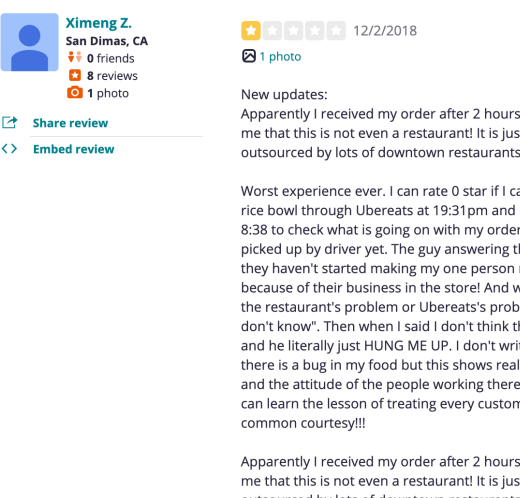 Ximeng Z.
San Dimas, CA
0 friends
8 reviews
1 photo
Share review
Embed review
12/2/2018
1 photo
New updates:
Apparently I received my order after 2 hours
me that this is not even a restaurant! It is jus
outsourced by lots of downtown restaurants
Worst experience ever. I can rate 0 star if I ca
rice bowl through Ubereats at 19:31pm and
8:38 to check what is going on with my order
picked up by driver yet. The guy answering th
they haven't started making my one person
because of their business in the store! And w
the restaurant's problem or Ubereats's prob
don't know". Then when I said I don't think th
and he literally just HUNG ME UP. I don't writ
there is a bug in my food but this shows real
and the attitude of the people working there
can learn the lesson of treating every custom
common courtesy!!!
Apparently I received my order after 2 hours
me that this is not even a restaurant! It is jus
outsourced by lots of downtown restaurants